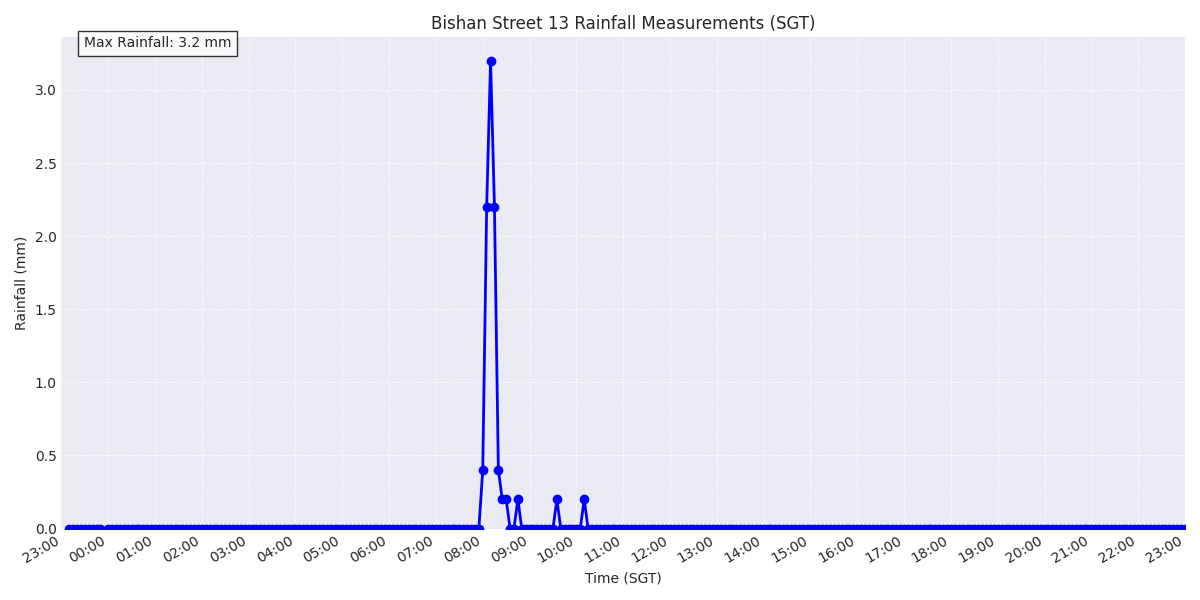 Bishan Street 13 Rainfall Measurements (SGT)
Max Rainfall: 3.2 mm
Rainfall (mm)
3.0
2.5
2.0
1.5
1.0
0.5
0.0
23:00 00:00 01:00 02:00 03:00 04:00 05:00 06:00 07:00 08:00 09:00 10:00 11:00 12:00 13:00 14:00 15:00 16:00 17:00 18:00 19:00 20:00 21:00 22:00 23:00
Time (SGT)